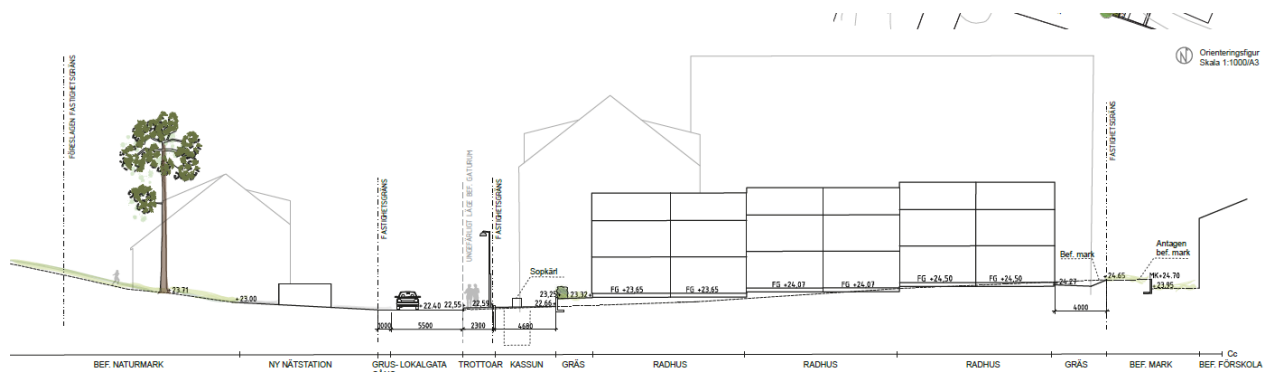 Orienteringsfigur
Skala 1:1000/A3
N
FÖRESLAGEN FASTIGHETSGRÄNS
FASTIGHETSGRÄNS
UNGEFÄRLIGT LÄGE BEF. GATURUM
FASTIGHETSGRÄNS
FASTIGHETSGRÄNS
Sopkärl
Bef. mark
Antagen
bef. mark
+23.71
+23.00
+22.40
22,55
22,59
22,66
23,25
+23,32
FG +23,65
FG +23,65
FG +24,07
FG +24,07
FG +24,50
FG +24,50
+24.27
+24.65
MK+24.70
+23.95
5500
2300
4680
4000
Cc
BEF. NATURMARK
NY NÄTSTATION
GRUS-
LOKALGATA
TROTTOAR
KASSUN
GRÄS
RADHUS
RADHUS
RADHUS
GRÄS
BEF. MARK
BEF. FÖRSKOLA